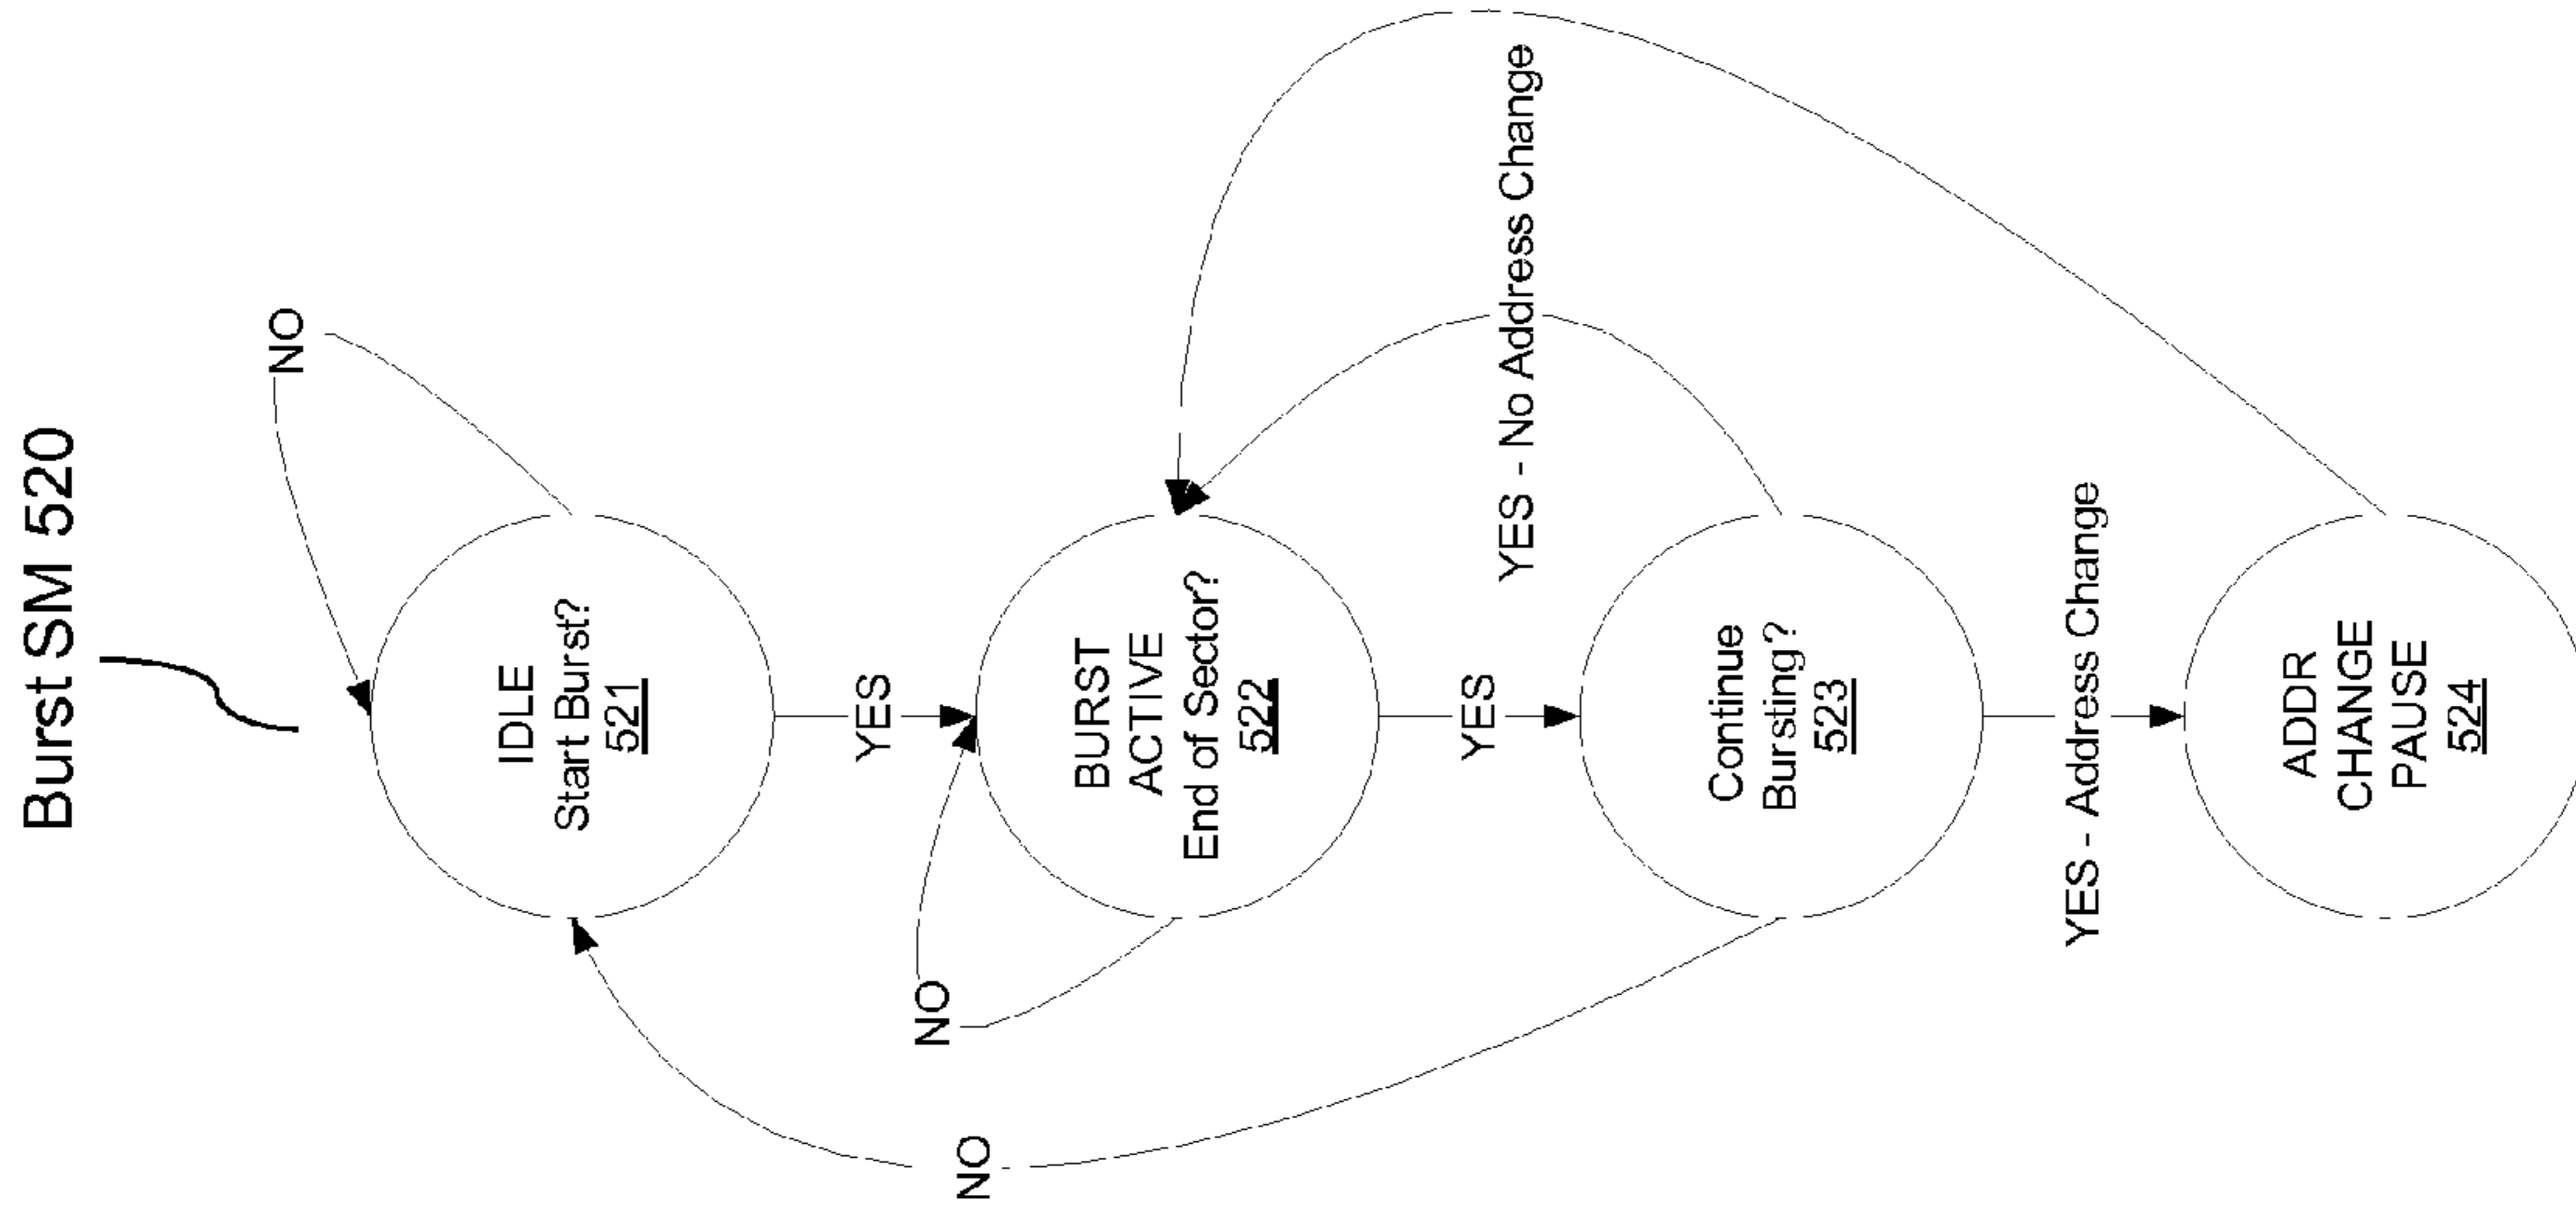 Burst SM 520
NO
IDLE
Start Burst?
521
YES
NO
BURST
ACTIVE
End of Sector?
522
NO
YES
YES - No Address Change
Continue
Bursting?
523
YES - Address Change
ADDR
CHANGE
PAUSE
524